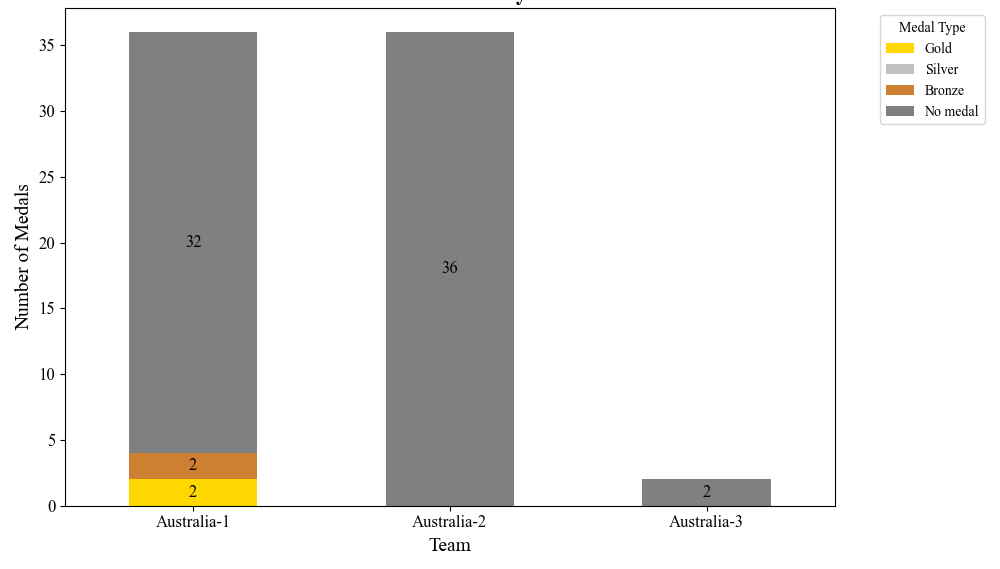 Medal Type
Gold
Silver
Bronze
No medal
Number of Medals
35
30
25
20
15
10
5
0
32
2
2
36
2
Australia-1
Australia-2
Australia-3
Team